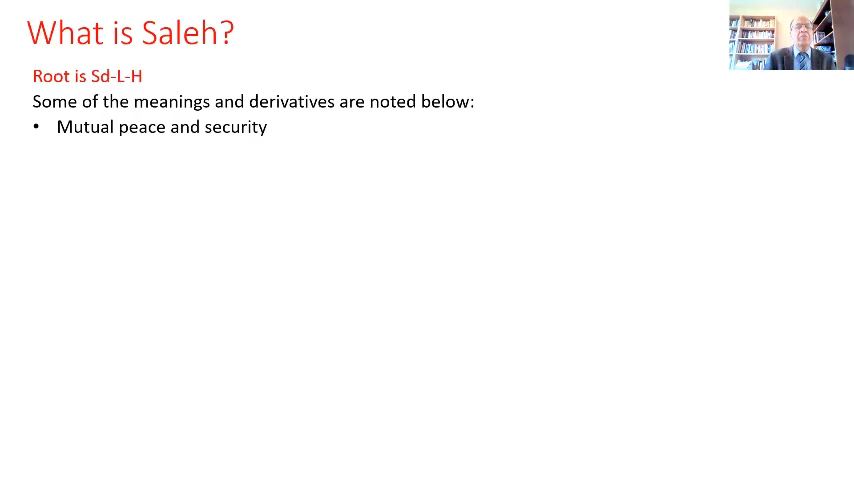 What is Saleh?
Root is Sd-L-H
Some of the meanings and derivatives are noted below:
• Mutual peace and security